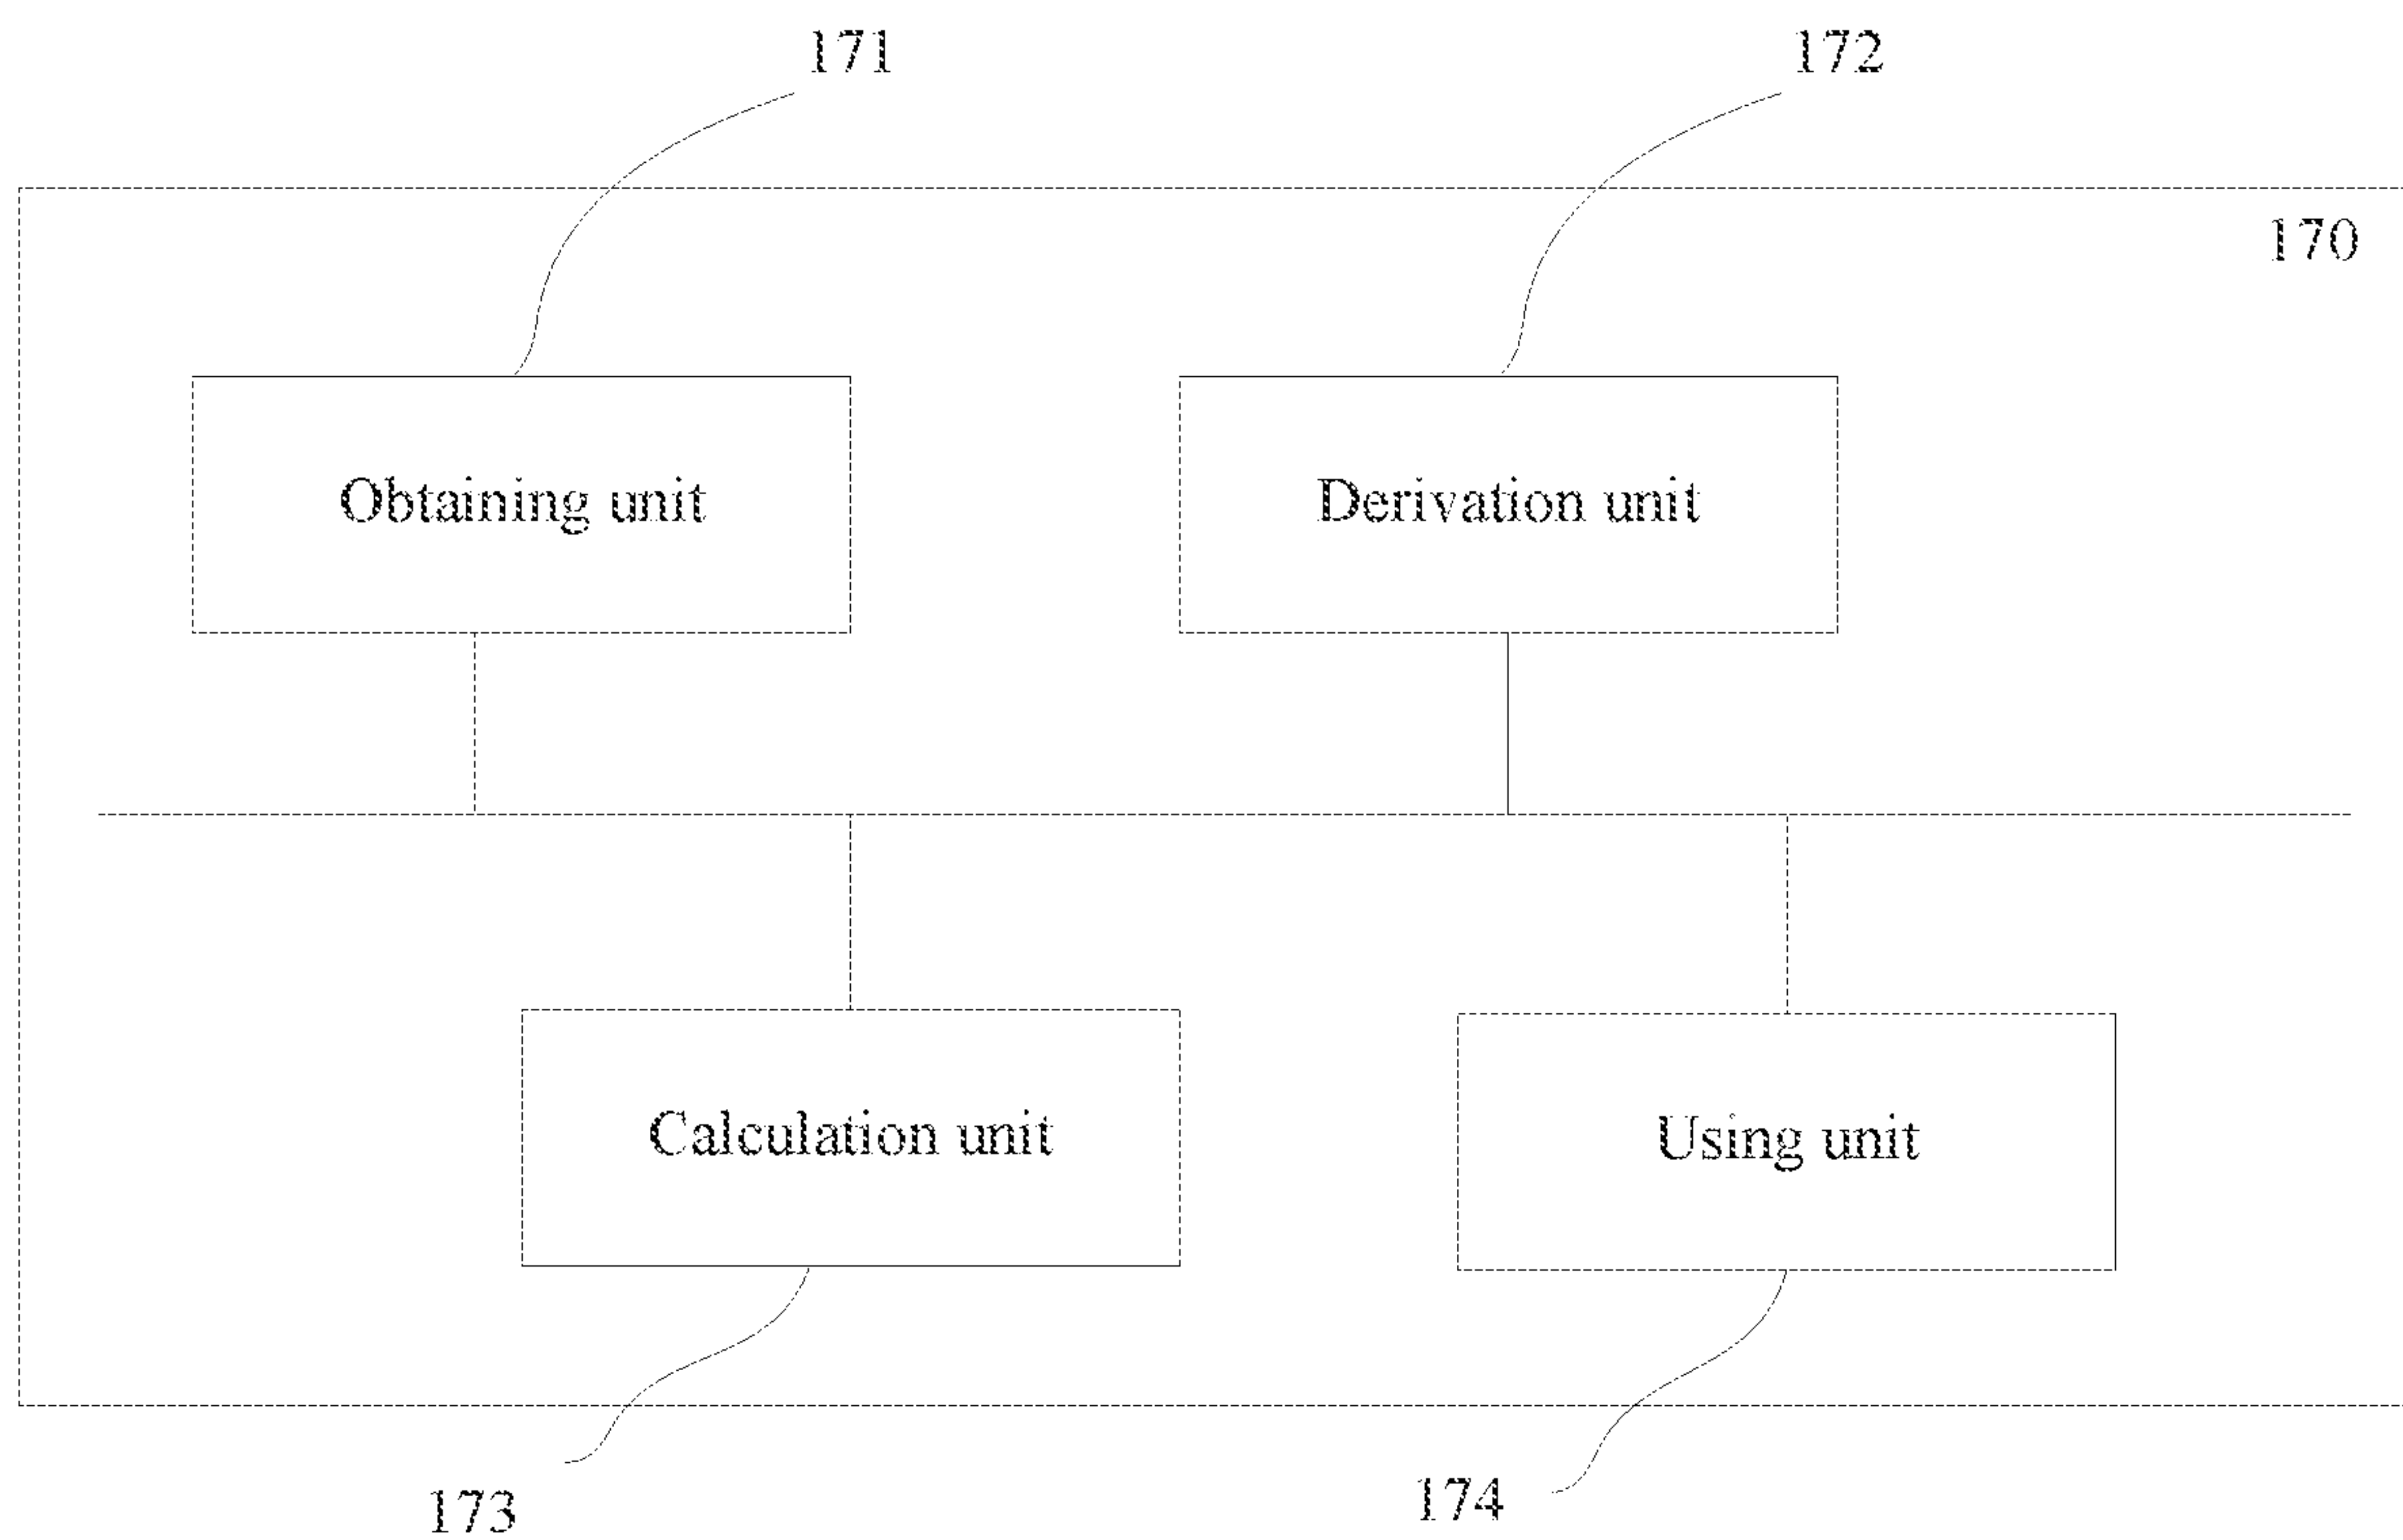 171
172
170
Obtaining unit
Derivation unit
Calculation unit
Using unit
173
174